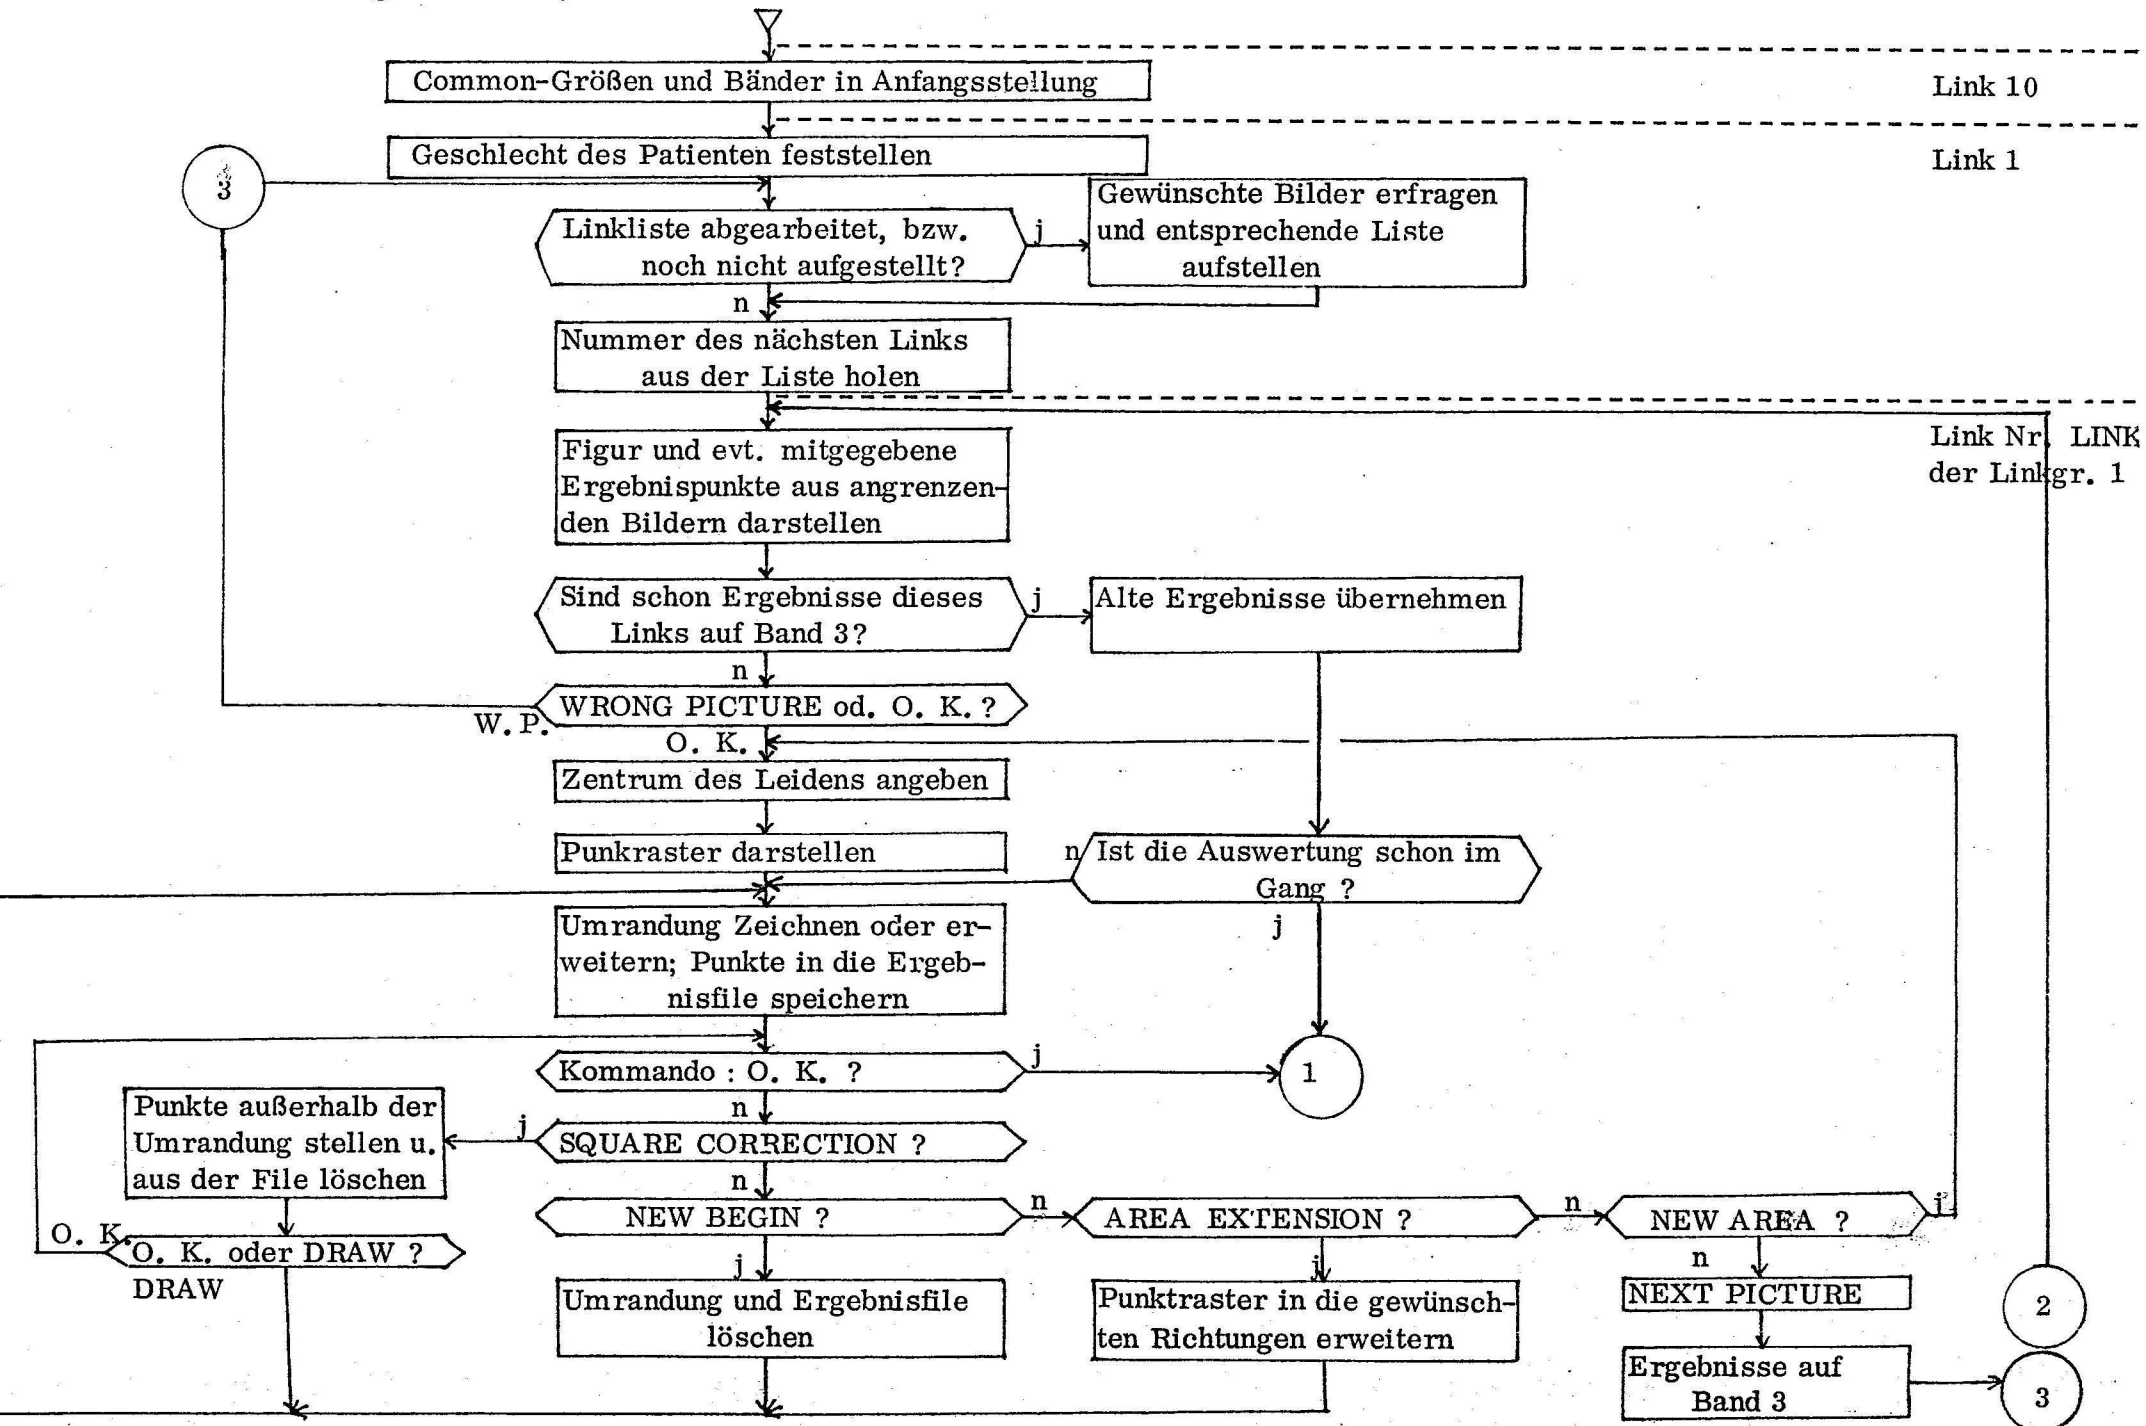 Common-Größen und Bänder in Anfangsstellung
Link 10
Geschlecht des Patienten feststellen
Link 1
3
Linkliste abgearbeitet, bzw.
noch nicht aufgestellt?
j
Gewünschte Bilder erfragen
und entsprechende Liste
aufstellen
n
Nummer des nächsten Links
aus der Liste holen
Link Nr. LINK
der Linkgr. 1
Figur und evt. mitgegebene
Ergebnispunkte aus angrenzen-
den Bildern darstellen
Sind schon Ergebnisse dieses
Links auf Band 3?
j
Alte Ergebnisse übernehmen
n
WRONG PICTURE od. O. K. ?
W. P.
O. K.
Zentrum des Leidens angeben
Punkraster darstellen
n
Ist die Auswertung schon im
Gang ?
j
Umrandung Zeichnen oder er-
weitern; Punkte in die Ergeb-
nisfile speichern
Kommando : O. K. ?
j
1
n
SQUARE CORRECTION ?
j
Punkte außerhalb der
Umrandung stellen u.
aus der File löschen
n
O. K.
O. K. oder DRAW ?
DRAW
NEW BEGIN ?
n
AREA EXTENSION ?
n
NEW AREA ?
j
j
Umrandung und Ergebnisfile
löschen
j
Punktraster in die gewünsch-
ten Richtungen erweitern
n
NEXT PICTURE
2
Ergebnisse auf
Band 3
3